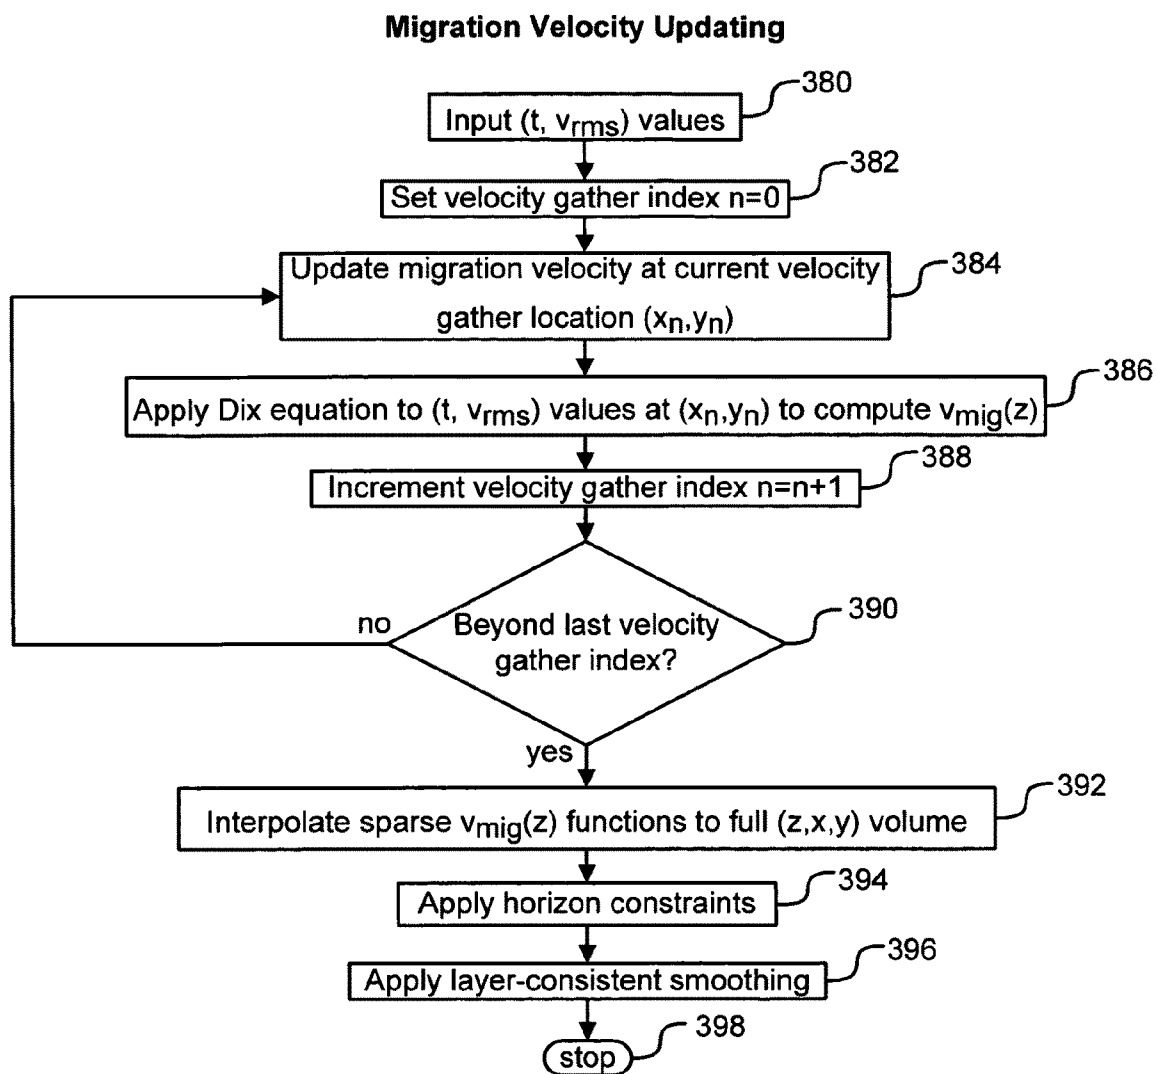 Migration Velocity Updating
380
Input (t, vrms) values
382
Set velocity gather index n=0
384
Update migration velocity at current velocity
gather location (xn,yn)
386
Apply Dix equation to (t, vrms) values at (xn,yn) to compute vmig(z)
388
Increment velocity gather index n=n+1
390
no
Beyond last velocity
gather index?
yes
392
Interpolate sparse vmig(z) functions to full (z,x,y) volume
394
Apply horizon constraints
396
Apply layer-consistent smoothing
398
stop